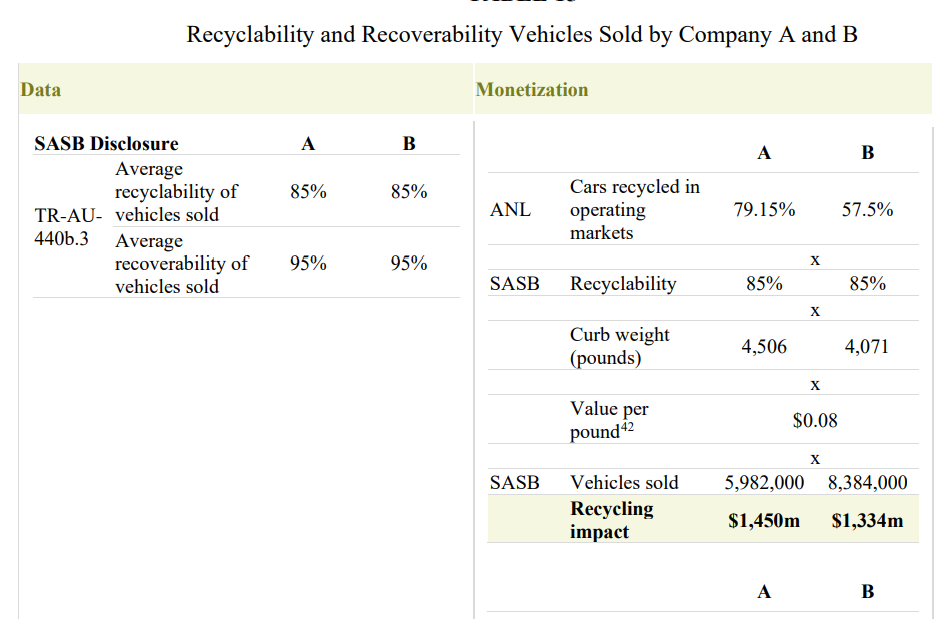 Recyclability and Recoverability Vehicles Sold by Company A and B
Data
Monetization
SASB Disclosure A B
TR-AU-
440b.3
Average
recyclability of
vehicles sold
85% 85%
Average
recoverability of
vehicles sold
95% 95%
A B
ANL
Cars recycled in
operating
markets
79.15% 57.5%
x
SASB Recyclability 85% 85%
x
Curb weight
(pounds)
4,506 4,071
x
Value per
pound42
$0.08
x
SASB Vehicles sold 5,982,000 8,384,000
Recycling
impact
$1,450m $1,334m
A B